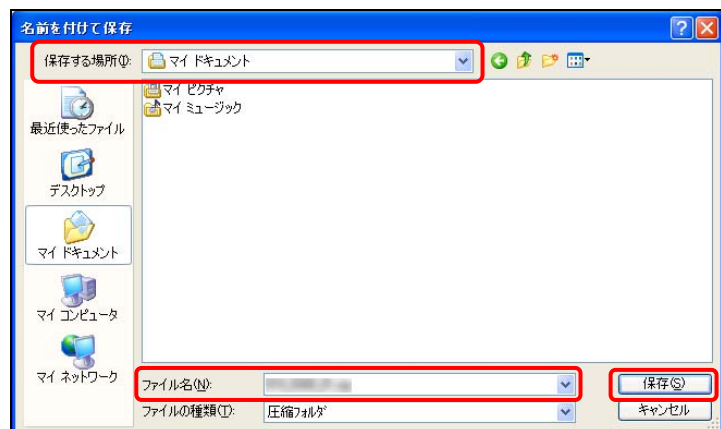 名前を付けて保存
保存する場所(I):
マイ ドキュメント
マイ ピクチャ
マイ ミュージック
最近使ったファイル
デスクトップ
マイ ドキュメント
マイ コンピュータ
マイ ネットワーク
ファイル名(N):
保存(S)
ファイルの種類(T):
圧縮フォルダ
キャンセル